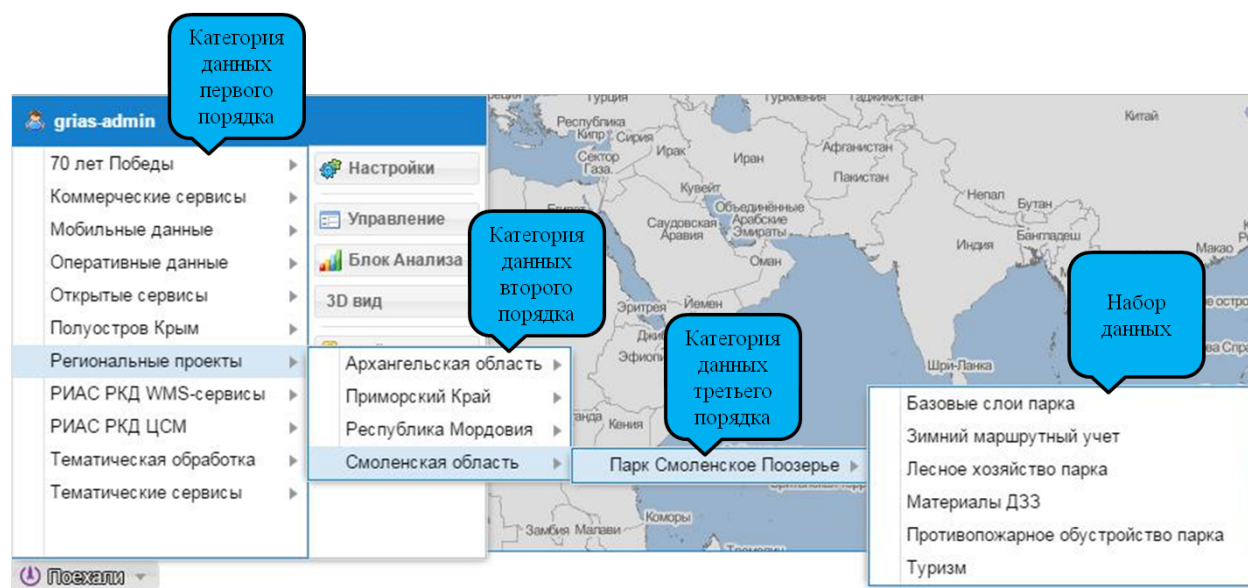 Категория
данных
первого
порядка
grias-admin
70 лет Победы
Коммерческие сервисы
Мобильные данные
Оперативные данные
Открытые сервисы
Полуостров Крым
Региональные проекты
РИАС РКД WMS-сервисы
РИАС РКД ЦСМ
Тематическая обработка
Тематические сервисы
Настройки
Управление
Блок Анализа
3D вид
Категория
данных
второго
порядка
Архангельская область
Приморский Край
Республика Мордовия
Смоленская область
Категория
данных
третьего
порядка
Парк Смоленское Поозерье
Набор
данных
Базовые слои парка
Зимний маршрутный учет
Лесное хозяйство парка
Материалы ДЗЗ
Противопожарное обустройство парка
Туризм
Турция
Туркмения
Таджикистан
Китай
Республика
Кипр
Сирия
Сектор
Газа
Ирак
Иран
Афганистан
Пакистан
Кувейт
Непал
Бутан
Египет
Объединённые
Арабские
Эмираты
Саудовская
Аравия
Индия
Бангладеш
Макао
Оман
Эритрея
Йемен
Шри-Ланка
Кения
Коморы
Замбия
Малави
Поехали